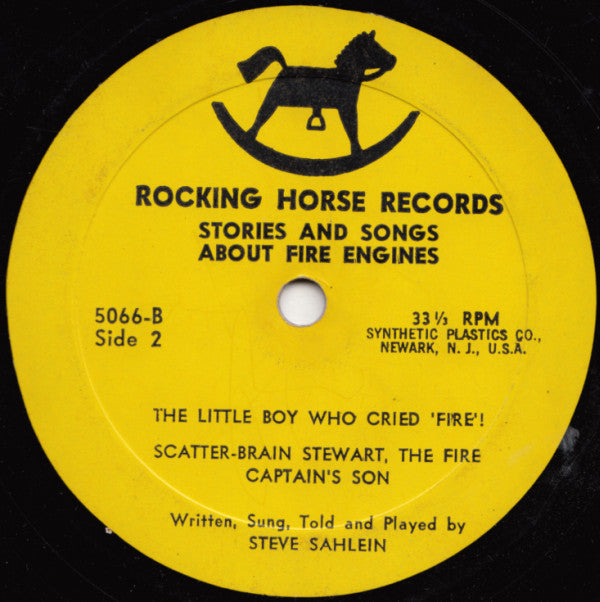 ROCKING HORSE RECORDS
STORIES AND SONGS
ABOUT FIRE ENGINES
5066-B
Side 2
33 ⅓ RPM
SYNTHETIC PLASTICS CO.,
NEWARK, N. J., U.S.A.
THE LITTLE BOY WHO CRIED 'FIRE'!
SCATTER-BRAIN STEWART, THE FIRE
CAPTAIN'S SON
Written, Sung, Told and Played by
STEVE SAHLEIN